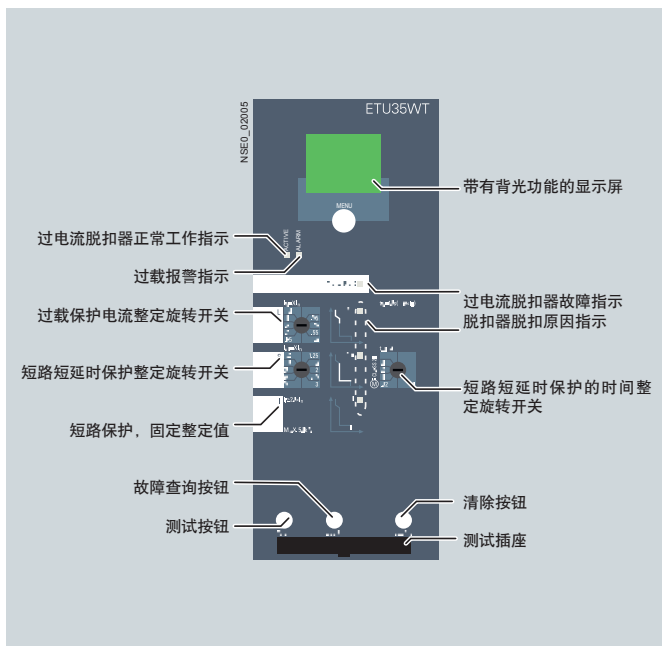 NSE0_02005
ETU35WT
带有背光功能的显示屏
MENU
过电流脱扣器正常工作指示
ACTIVE
ALARM
过载报警指示
过电流脱扣器故障指示
过载保护电流整定旋转开关
脱扣器脱扣原因指示
短路短延时保护整定旋转开关
短路短延时保护的时间整
定旋转开关
短路保护，固定整定值
故障查询按钮
清除按钮
测试按钮
测试插座